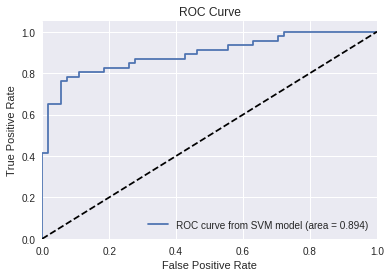 ROC Curve
1.0
0.8
0.6
0.4
0.2
0.0
True Positive Rate
ROC curve from SVM model (area = 0.894)
0.0 0.2 0.4 0.6 0.8 1.0
False Positive Rate